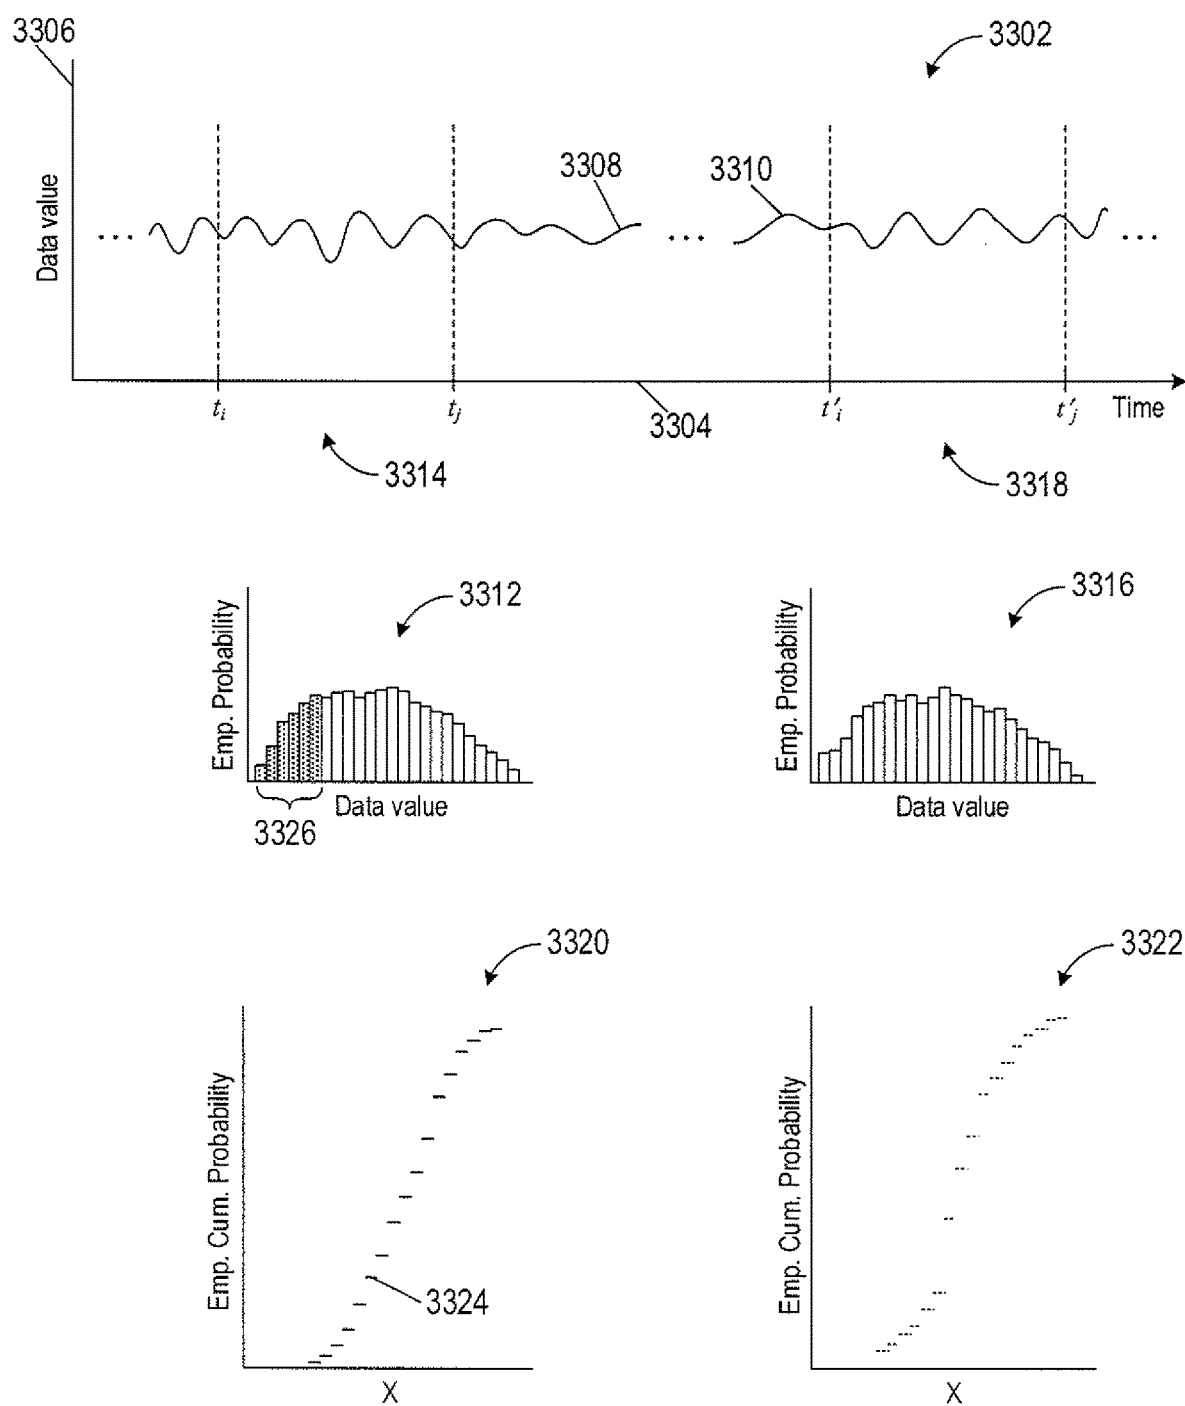 3306
3302
3308
3310
Data value
... ... ...
t_i t_j t'_i t'_j Time
3304
3314
3318
3312
3316
Emp. Probability
Emp. Probability
Data value
Data value
3326
3320
3322
Emp. Cum. Probability
Emp. Cum. Probability
3324
X
X